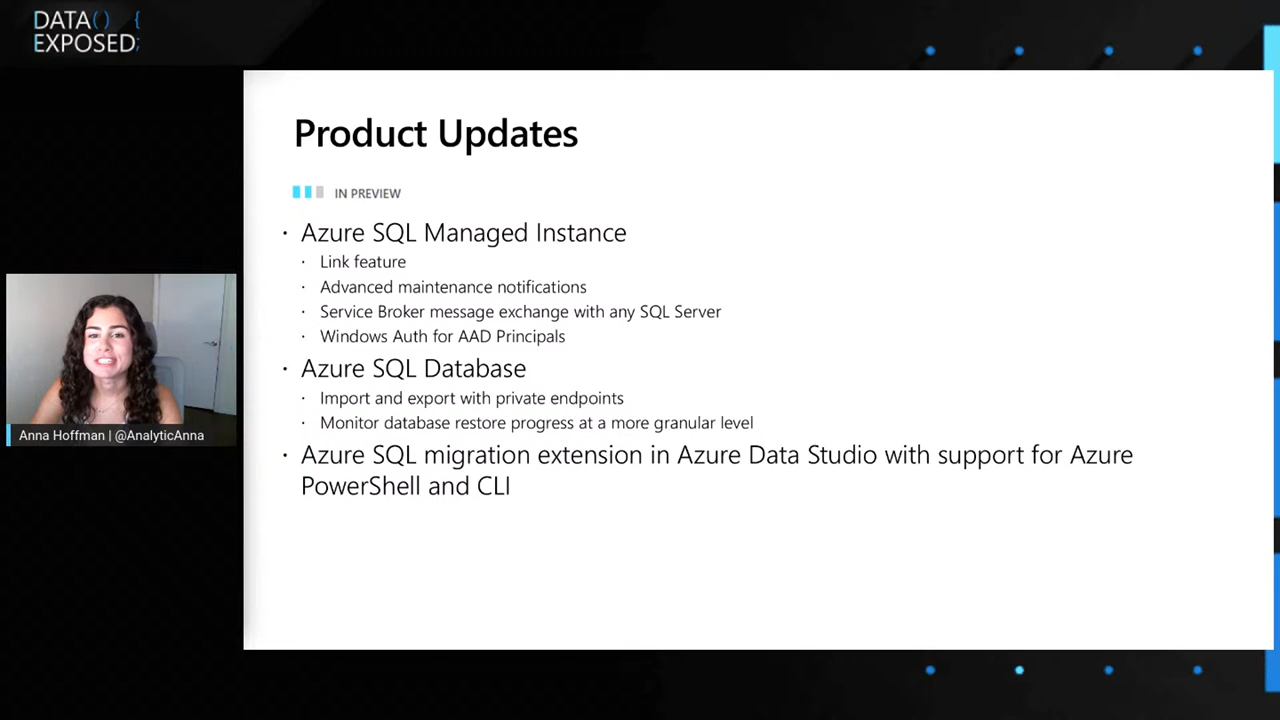 DATA() {
EXPOSED;
Product Updates
IN PREVIEW
· Azure SQL Managed Instance
· Link feature
· Advanced maintenance notifications
· Service Broker message exchange with any SQL Server
· Windows Auth for AAD Principals
· Azure SQL Database
· Import and export with private endpoints
· Monitor database restore progress at a more granular level
· Azure SQL migration extension in Azure Data Studio with support for Azure
PowerShell and CLI
Anna Hoffman | @AnalyticAnna